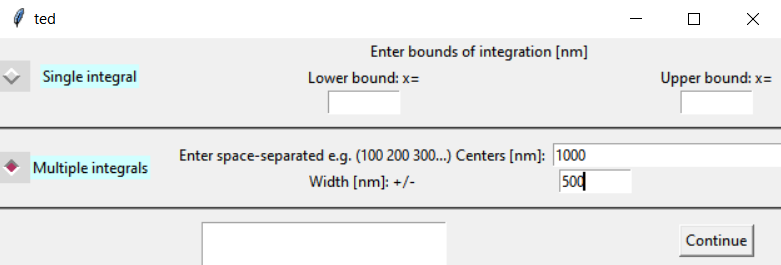 ted
Enter bounds of integration [nm]
Single integral
Lower bound: x=
Upper bound: x=
Enter space-separated e.g. (100 200 300...) Centers [nm]: 1000
Multiple integrals
Width [nm]: +/- 500
Continue